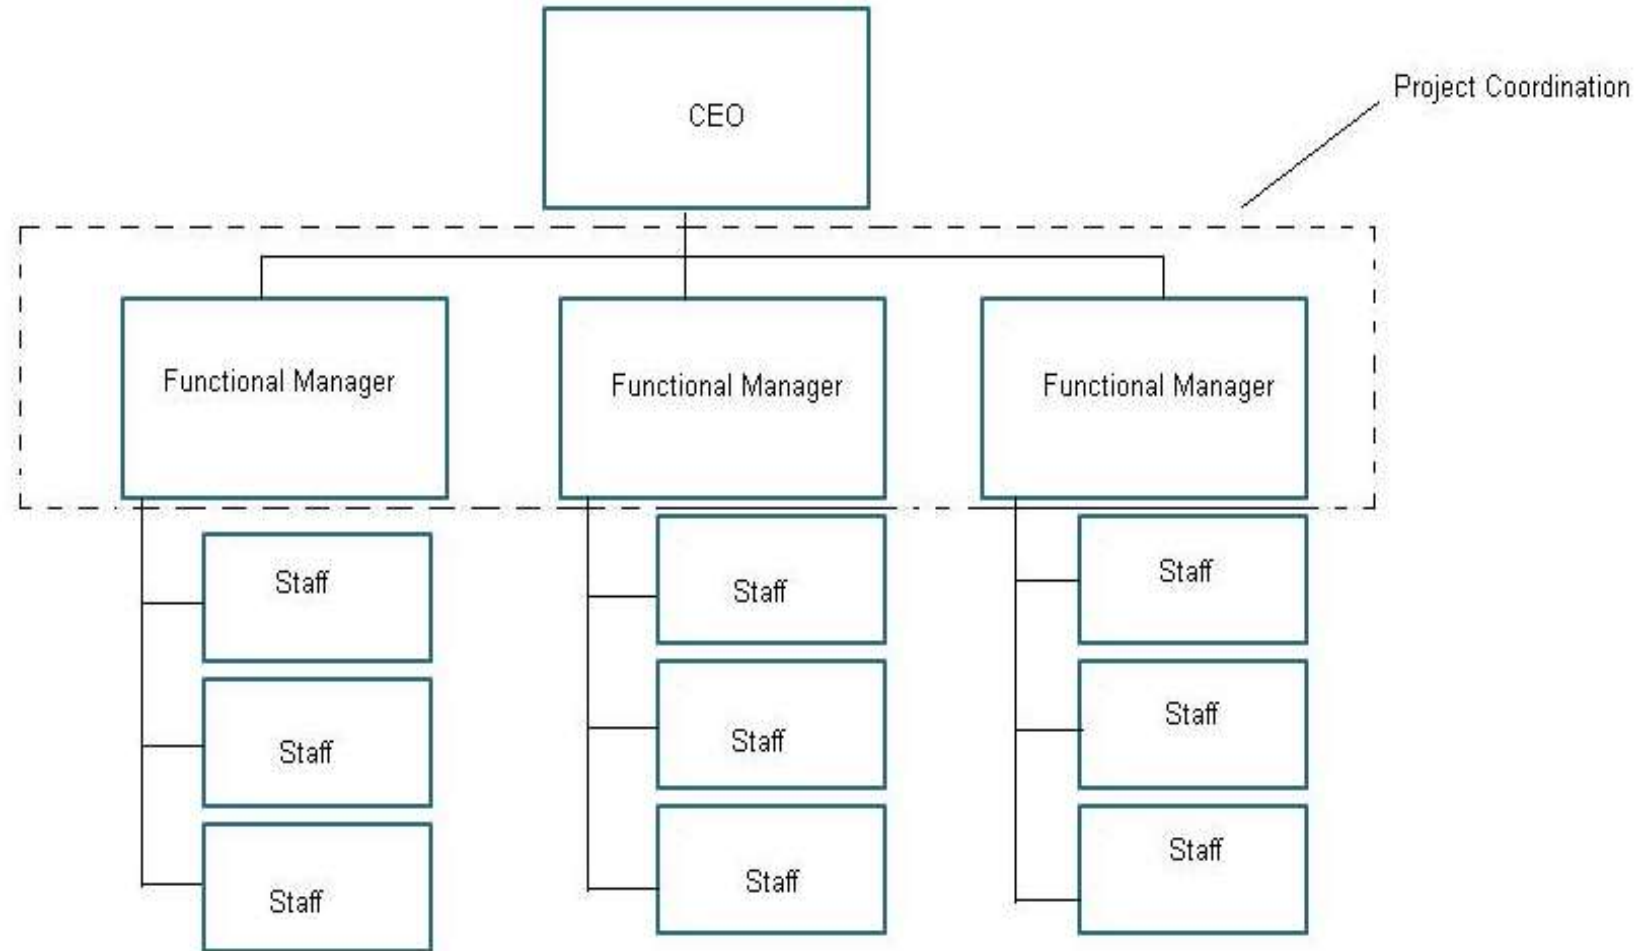 CEO
Project Coordination
Functional Manager
Functional Manager
Functional Manager
Staff
Staff
Staff
Staff
Staff
Staff
Staff
Staff
Staff